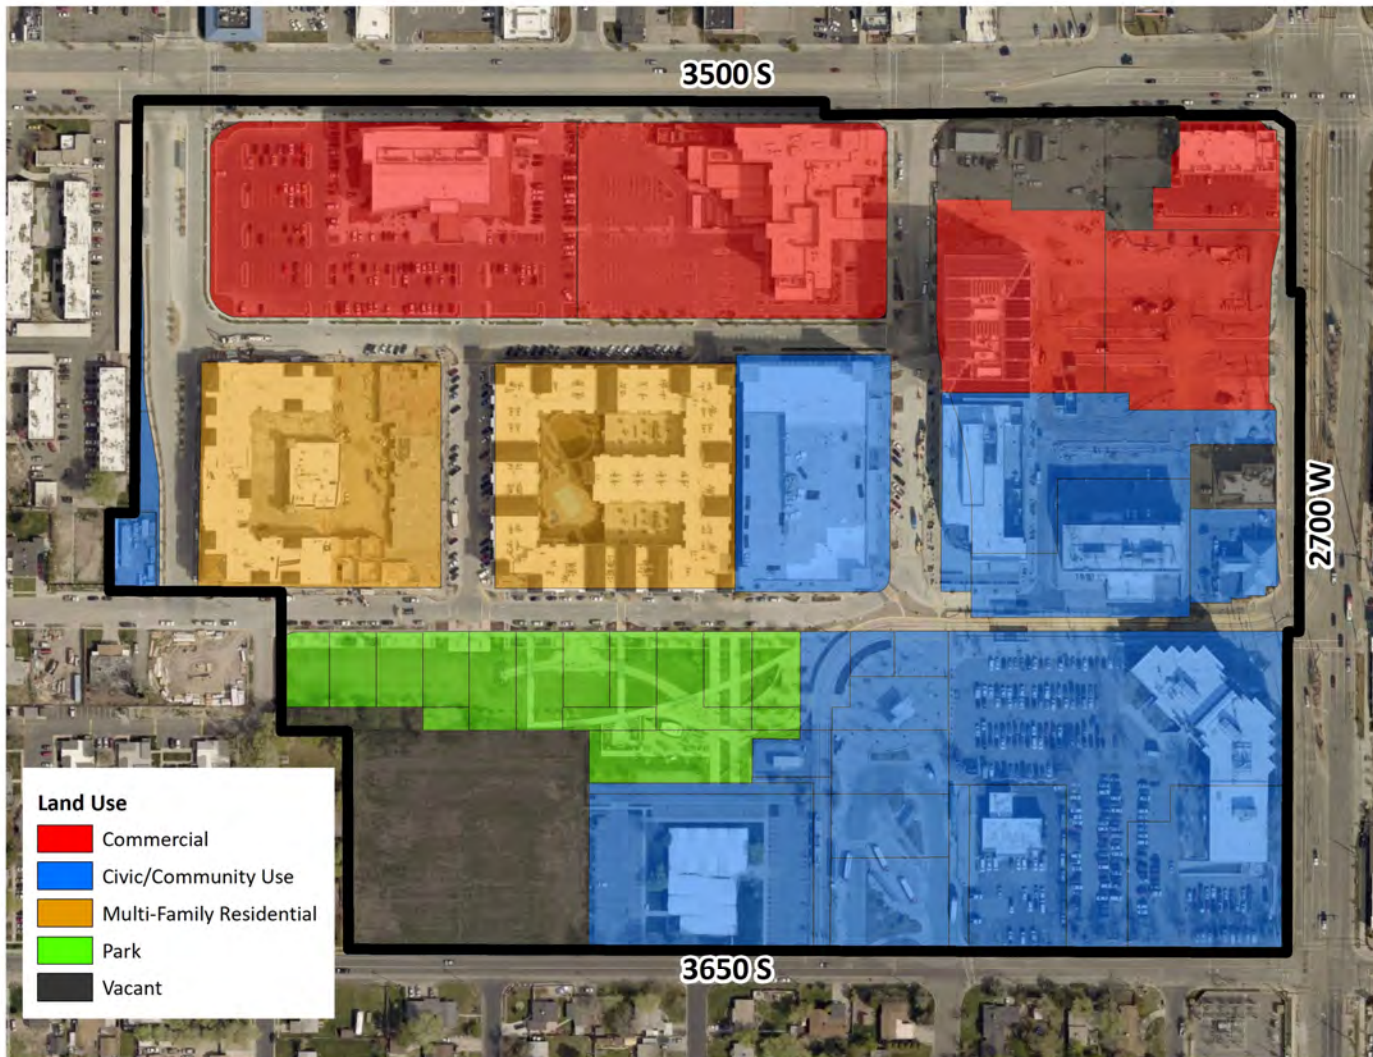 3500 S
2700 W
Land Use
Commercial
Civic/Community Use
Multi-Family Residential
Park
Vacant
3650 S